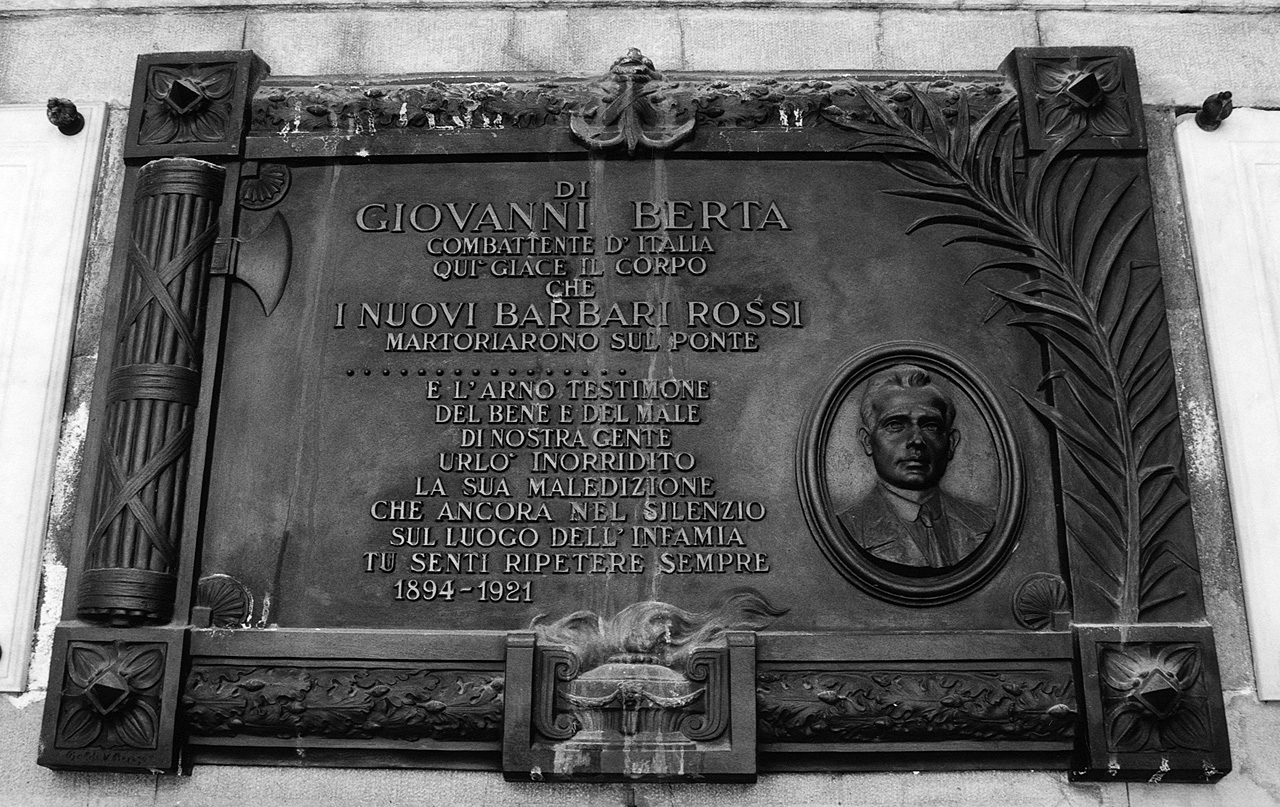 DI
GIOVANNI BERTA
COMBATTENTE D'ITALIA
QUI GIACE IL CORPO
CHE
I NUOVI BARBARI ROSSI
MARTORIARONO SUL PONTE
E L'ARNO TESTIMONE
DEL BENE E DEL MALE
DI NOSTRA GENTE
URLO' INORRIDITO
LA SUA MALEDIZIONE
CHE ANCORA NEL SILENZIO
SUL LUOGO DELL'INFAMIA
TU SENTI RIPETERE SEMPRE
1894-1921